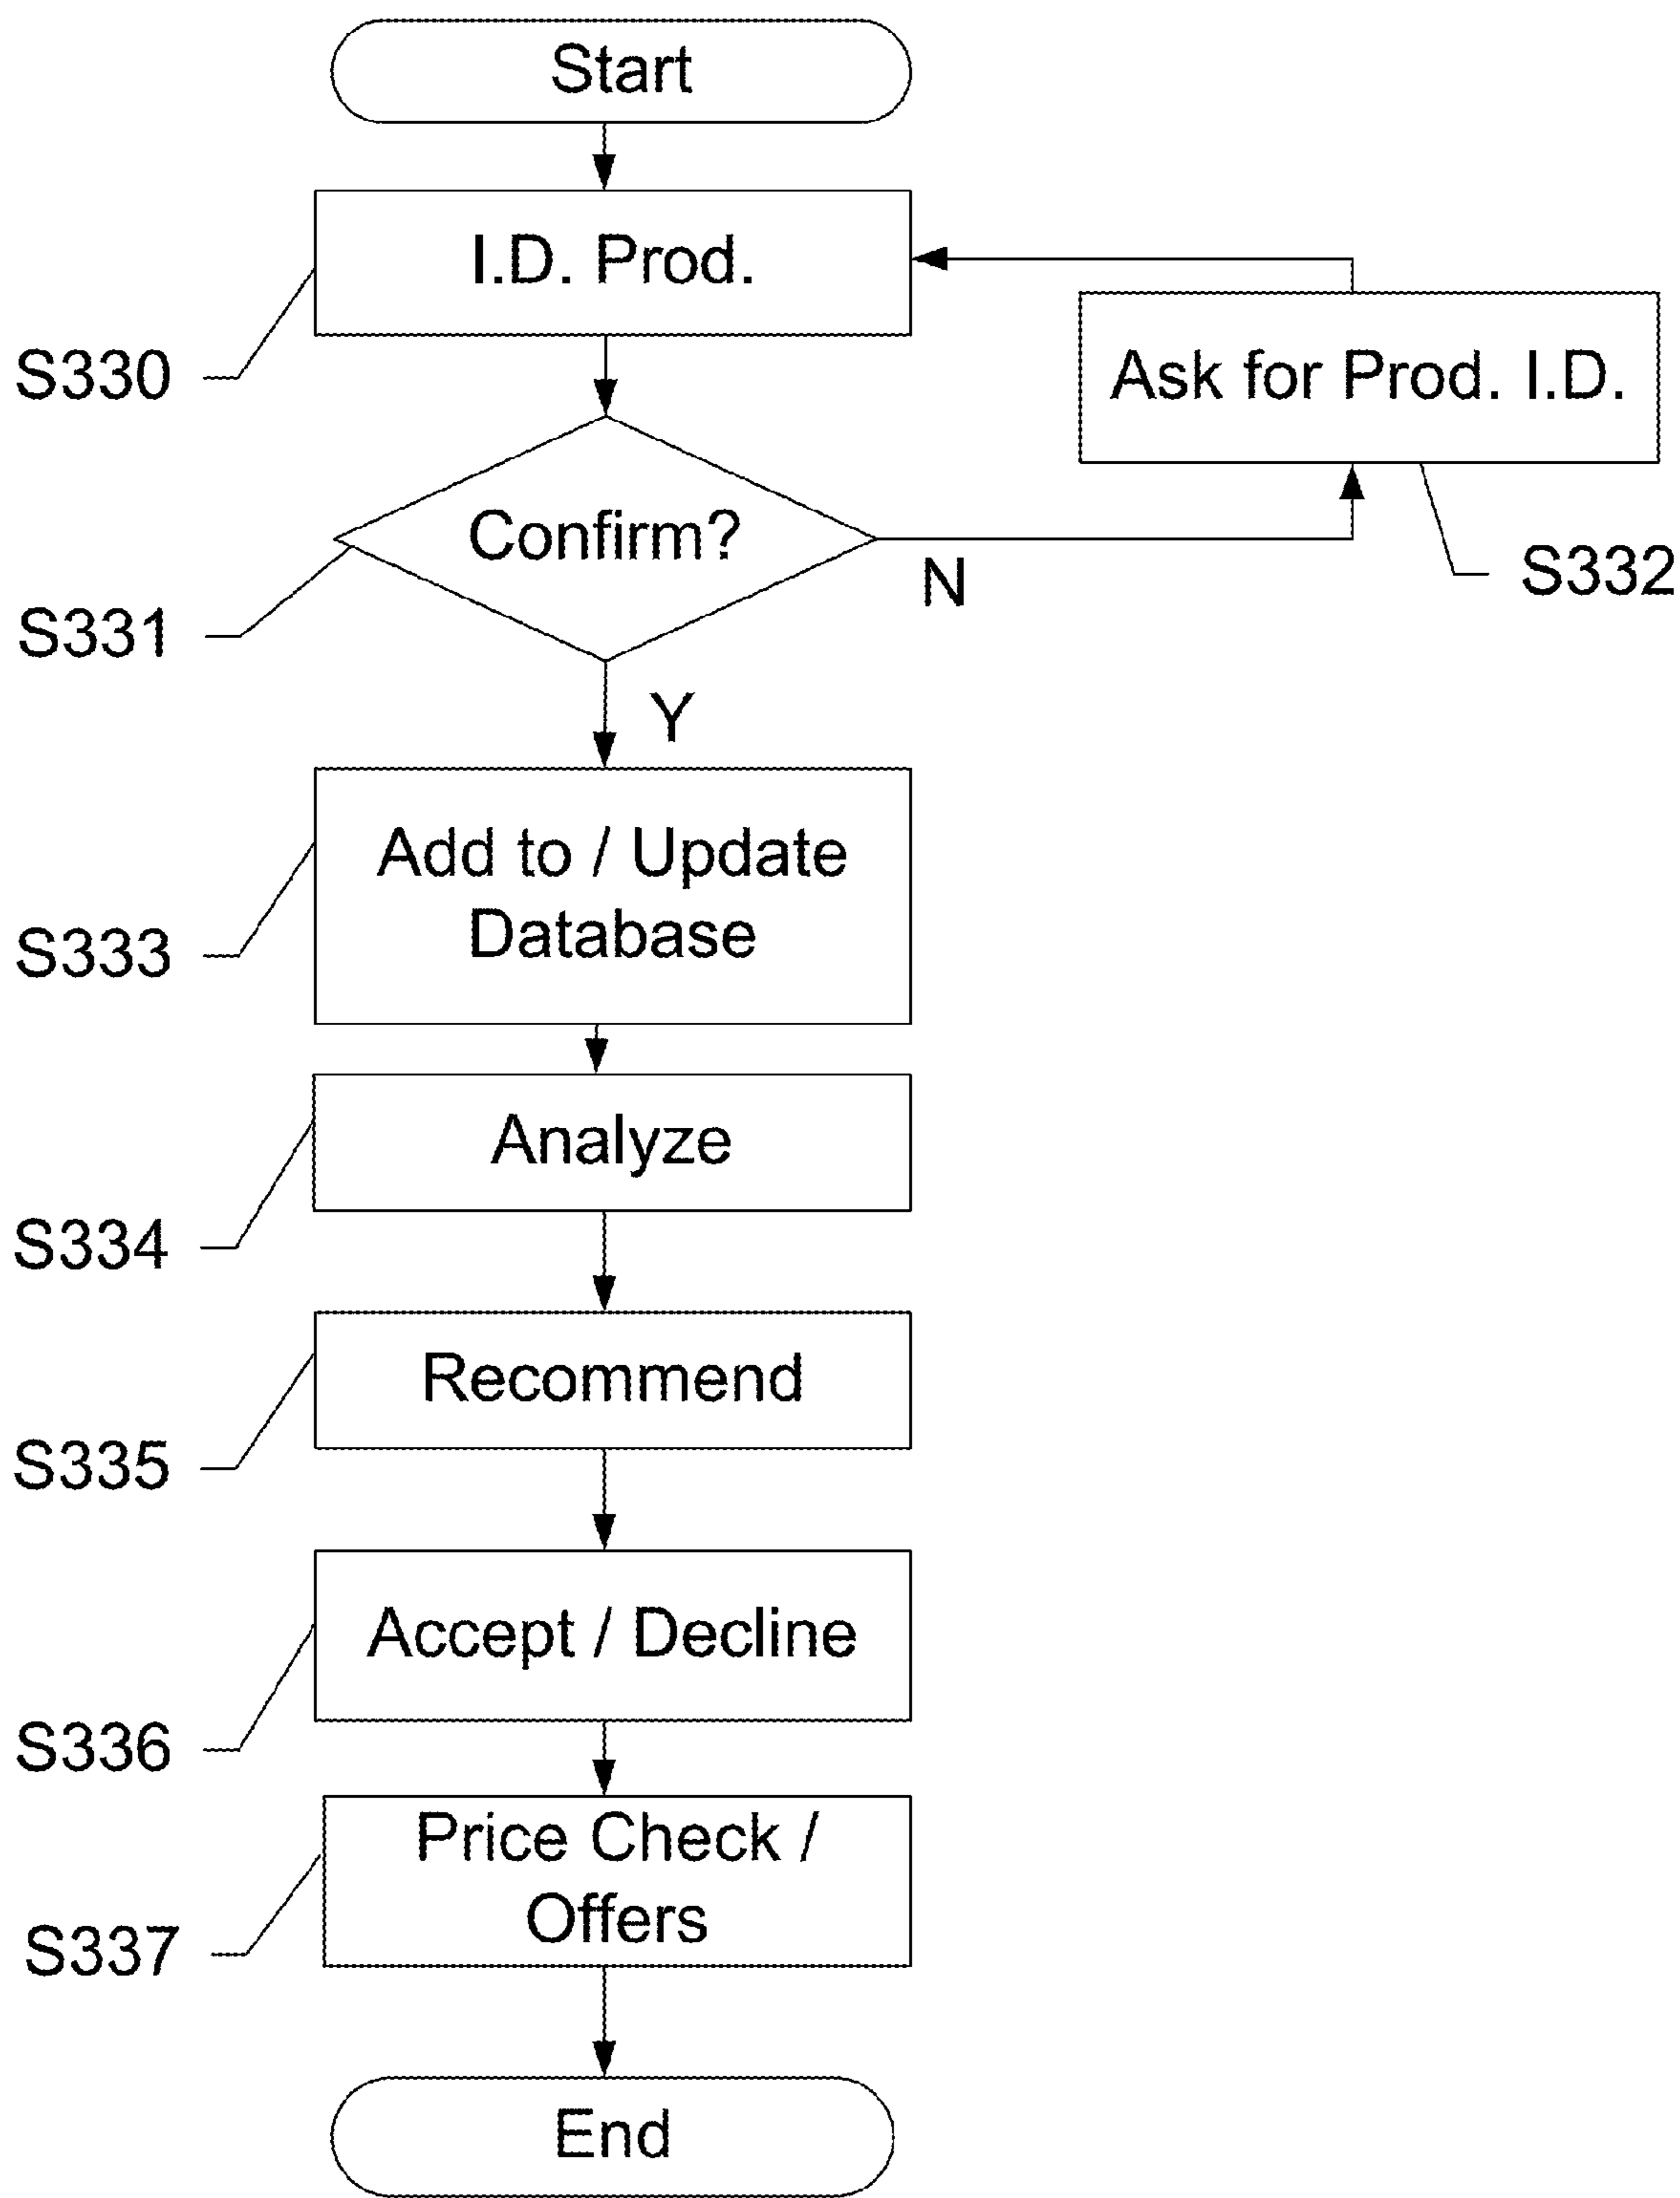 Start
I.D. Prod.
S330
Ask for Prod. I.D.
Confirm?
N
S332
S331
Y
Add to / Update
Database
S333
Analyze
S334
Recommend
S335
Accept / Decline
S336
Price Check /
Offers
S337
End